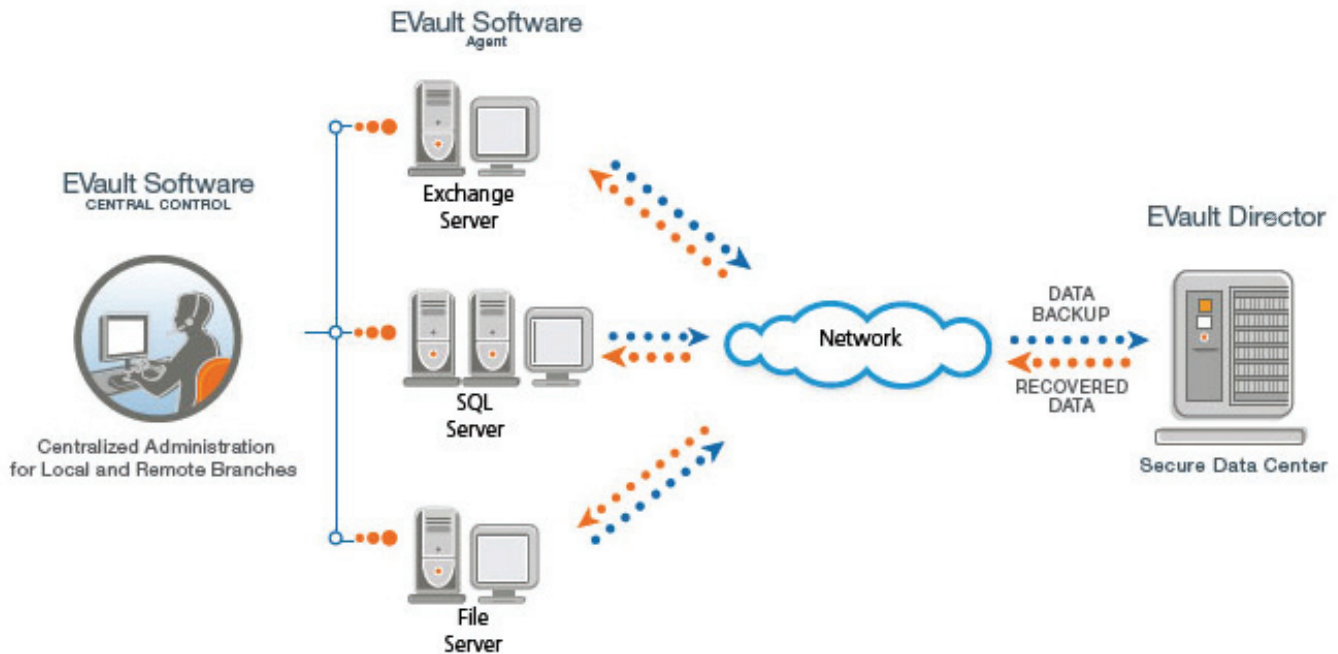 EVault Software
Agent
EVault Software
CENTRAL CONTROL
Centralized Administration
for Local and Remote Branches
Exchange
Server
SQL
Server
File
Server
Network
DATA
BACKUP
RECOVERED
DATA
EVault Director
Secure Data Center